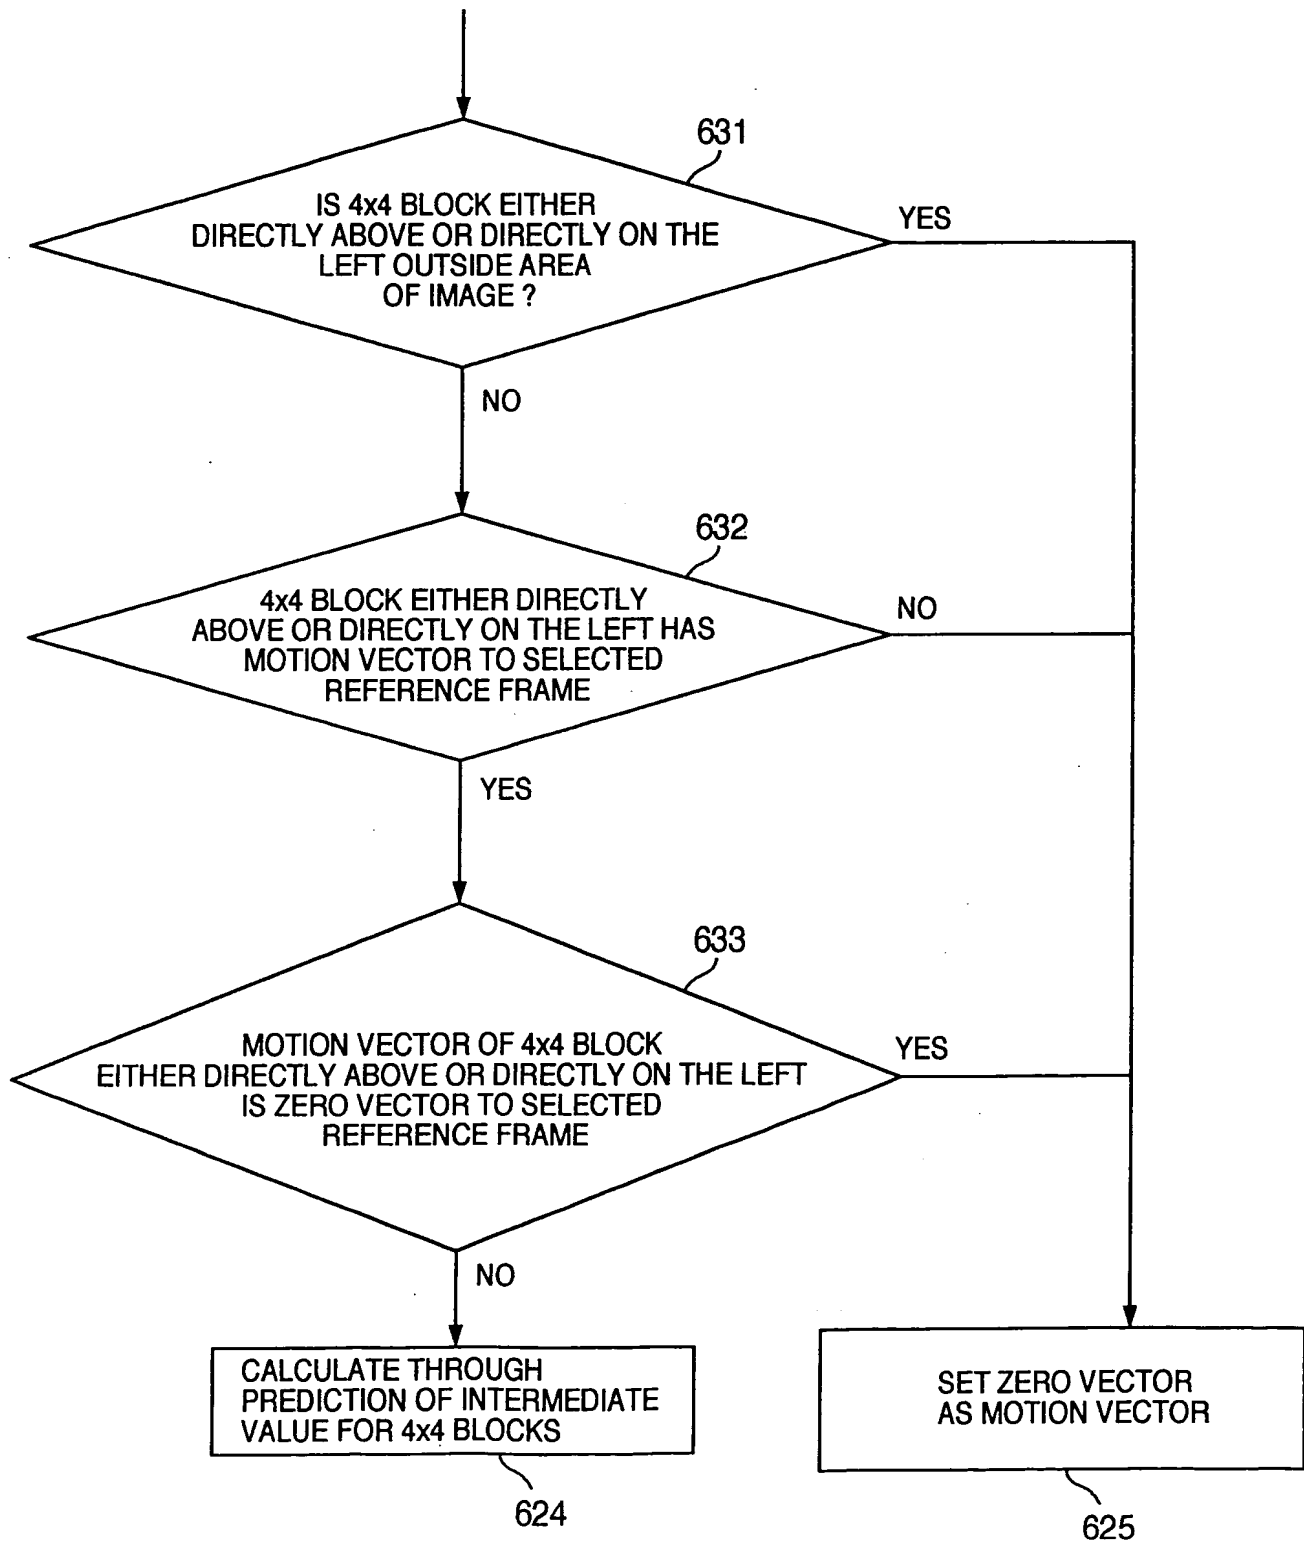 631
IS 4x4 BLOCK EITHER
DIRECTLY ABOVE OR DIRECTLY ON THE
LEFT OUTSIDE AREA
OF IMAGE ?
YES
NO
632
4x4 BLOCK EITHER DIRECTLY
ABOVE OR DIRECTLY ON THE LEFT HAS
MOTION VECTOR TO SELECTED
REFERENCE FRAME
NO
YES
633
MOTION VECTOR OF 4x4 BLOCK
EITHER DIRECTLY ABOVE OR DIRECTLY ON THE LEFT
IS ZERO VECTOR TO SELECTED
REFERENCE FRAME
YES
NO
CALCULATE THROUGH
PREDICTION OF INTERMEDIATE
VALUE FOR 4x4 BLOCKS
624
SET ZERO VECTOR
AS MOTION VECTOR
625